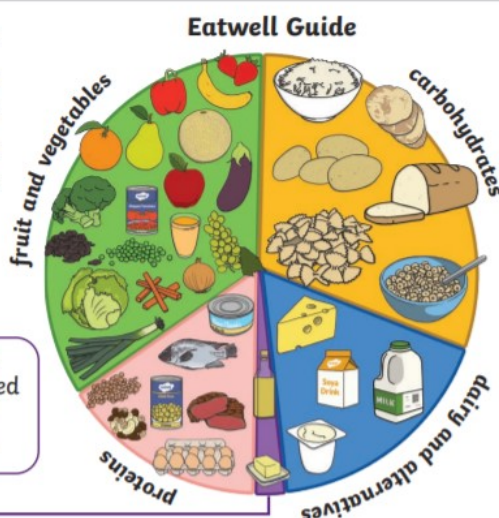 Eatwell Guide
fruit and vegetables
carbohydrates
ed
Soya
Drink
MILK
proteins
dairy and alternatives